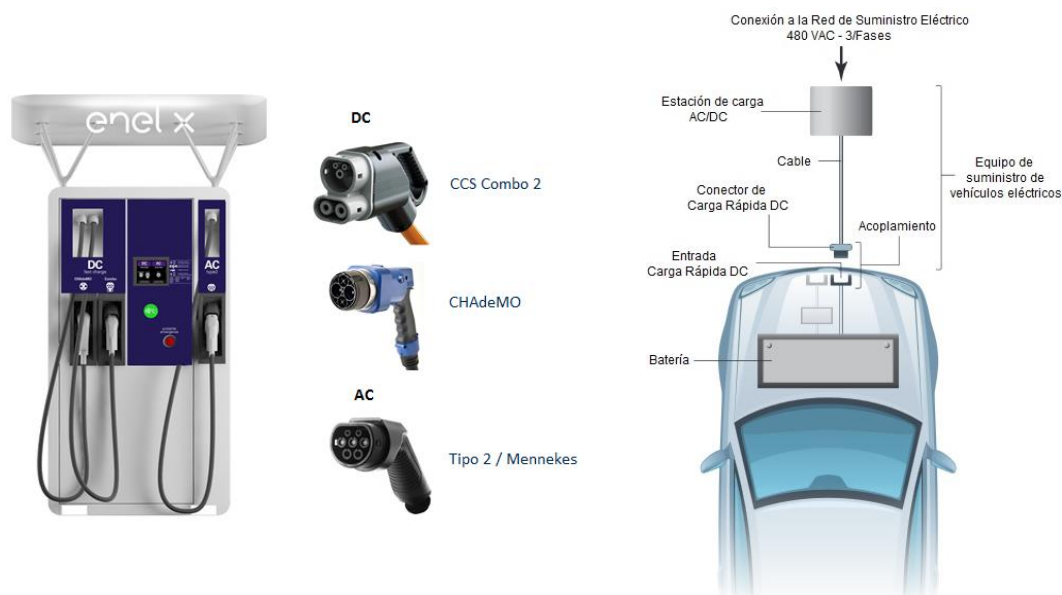 enel x
DC
fast charge
CHAdeMO
Combo
AC
DC
CCS Combo 2
CHAdeMO
AC
Tipo 2 / Mennekes
Conexión a la Red de Suministro Eléctrico
480 VAC - 3/Fases
Estación de carga
AC/DC
Cable
Conector de
Carga Rápida DC
Entrada
Carga Rápida DC
Acoplamiento
Equipo de
suministro de
vehículos eléctricos
Batería